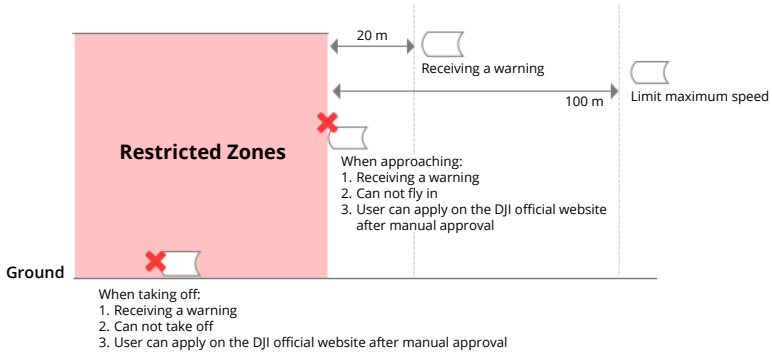 20 m
Receiving a warning
100 m
Limit maximum speed
Restricted Zones
When approaching:
1. Receiving a warning
2. Can not fly in
3. User can apply on the DJI official website
after manual approval
Ground
When taking off:
1. Receiving a warning
2. Can not take off
3. User can apply on the DJI official website after manual approval